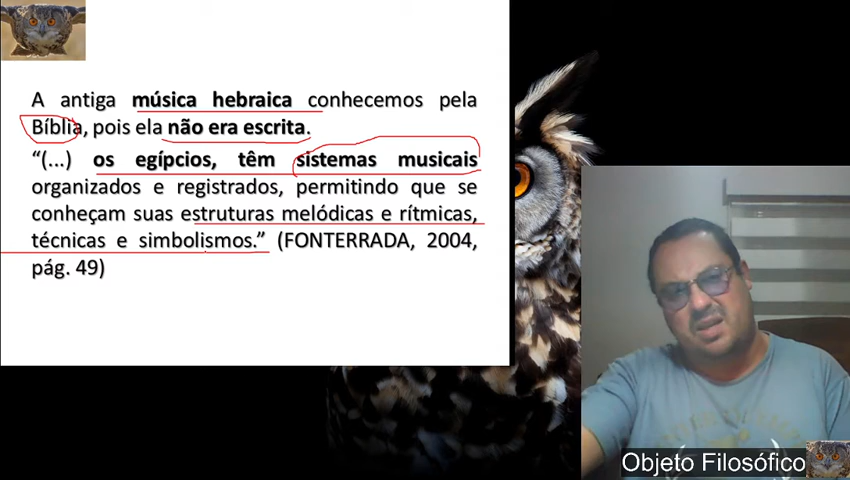 A antiga música hebraica conhecemos pela
Bíblia, pois ela não era escrita.
“(...) os egípcios, têm sistemas musicais
organizados e registrados, permitindo que se
conheçam suas estruturas melódicas e rítmicas,
técnicas e simbolismos.” (FONTERRADA, 2004,
pág. 49)
Objeto Filosófico